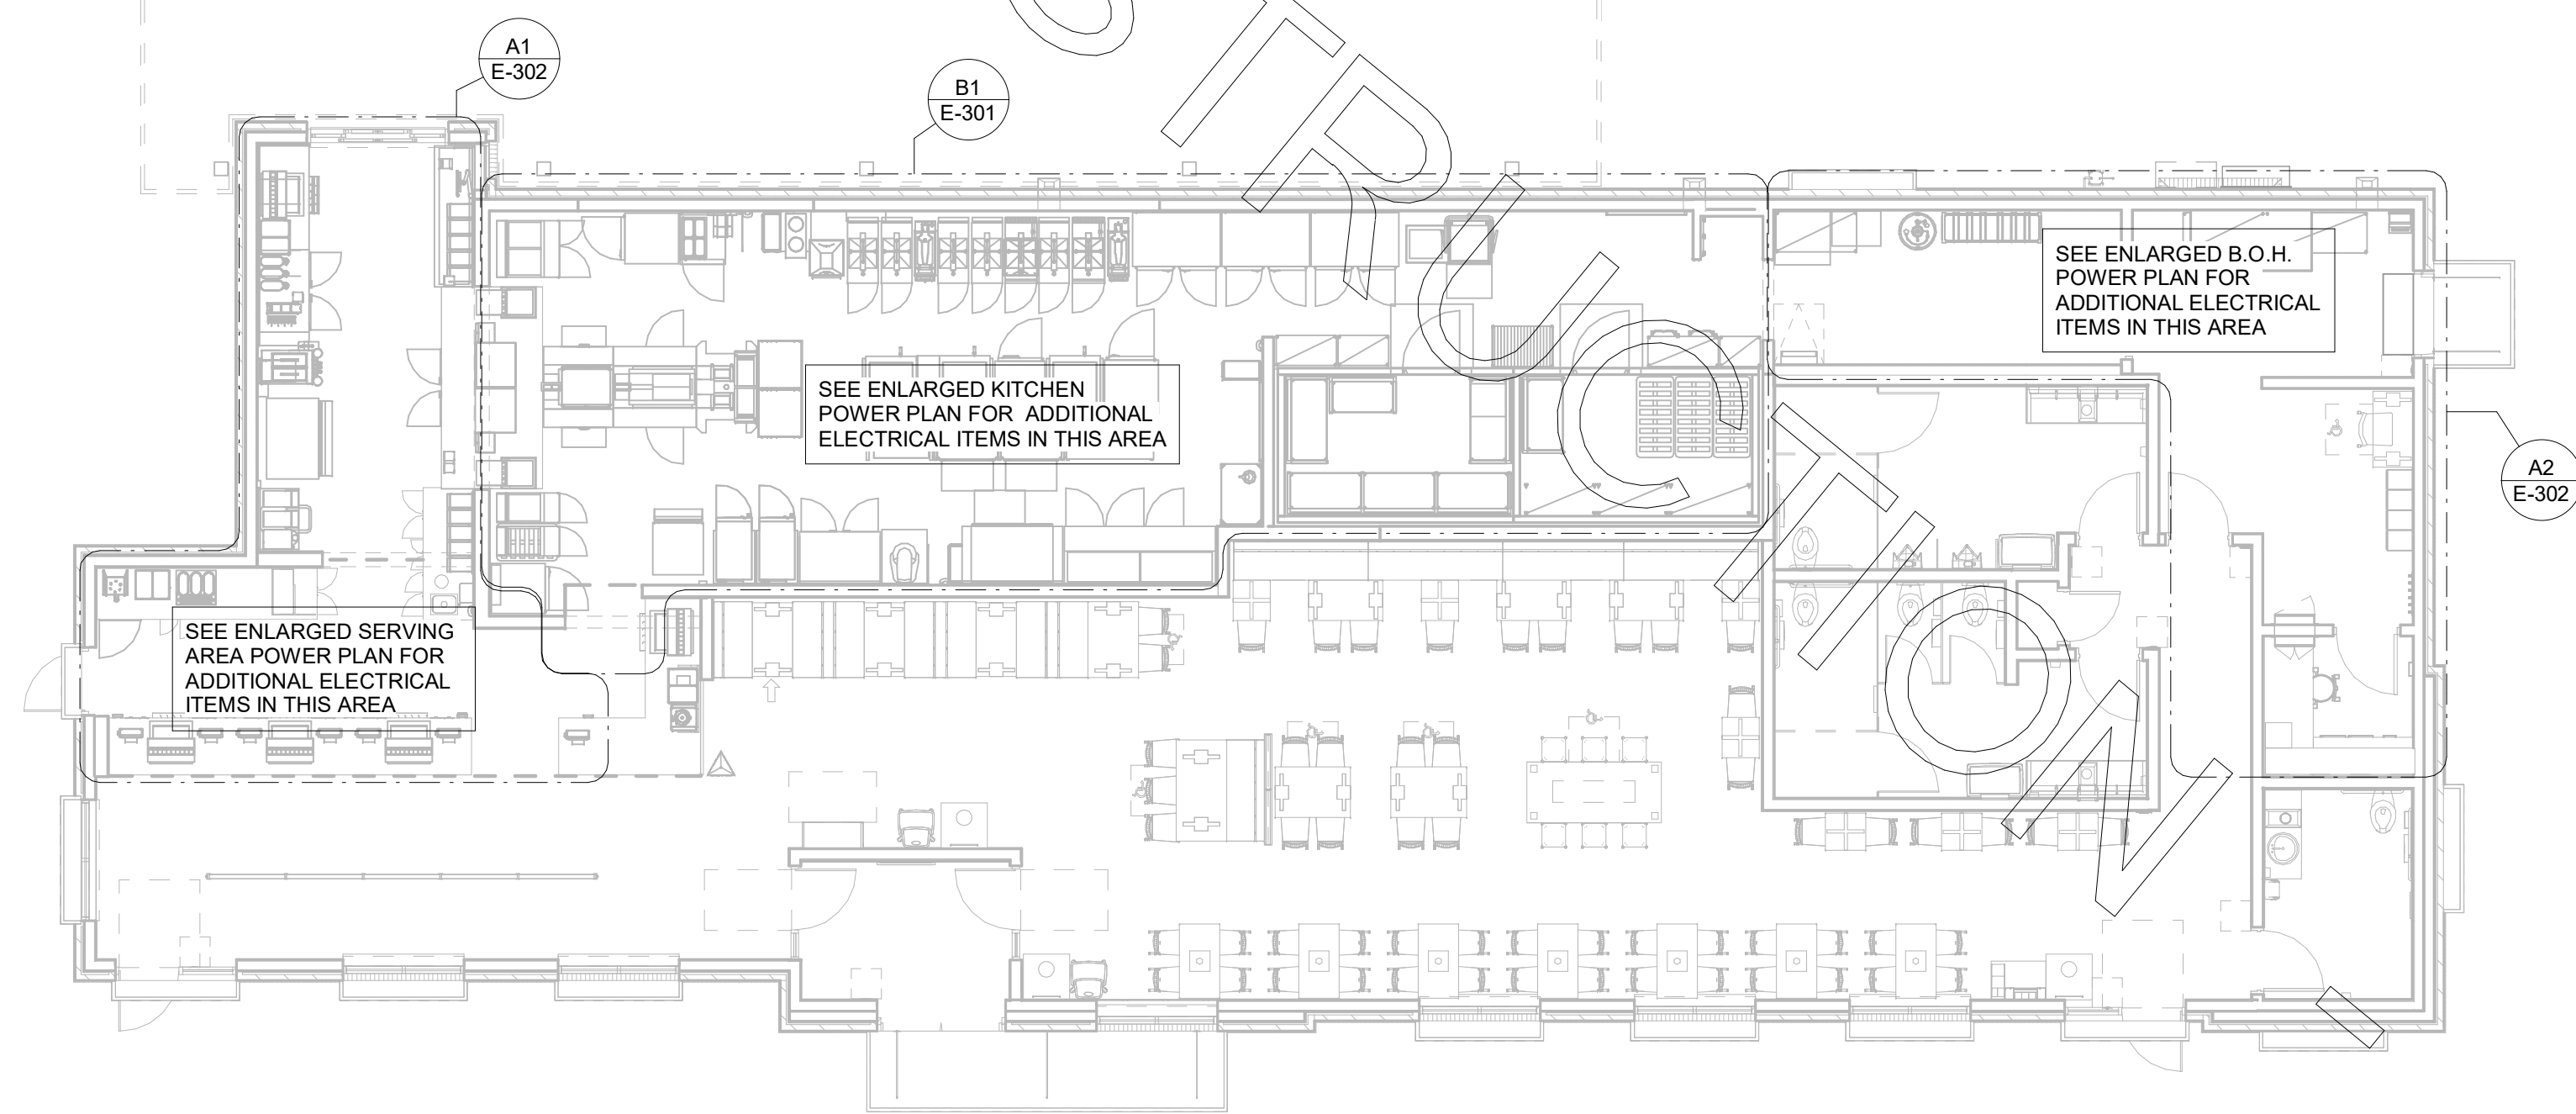 A1
E-302
B1
E-301
SEE ENLARGED B.O.H.
POWER PLAN FOR
ADDITIONAL ELECTRICAL
ITEMS IN THIS AREA
SEE ENLARGED KITCHEN
POWER PLAN FOR ADDITIONAL
ELECTRICAL ITEMS IN THIS AREA
A2
E-302
SEE ENLARGED SERVING
AREA POWER PLAN FOR
ADDITIONAL ELECTRICAL
ITEMS IN THIS AREA
STRUCTION